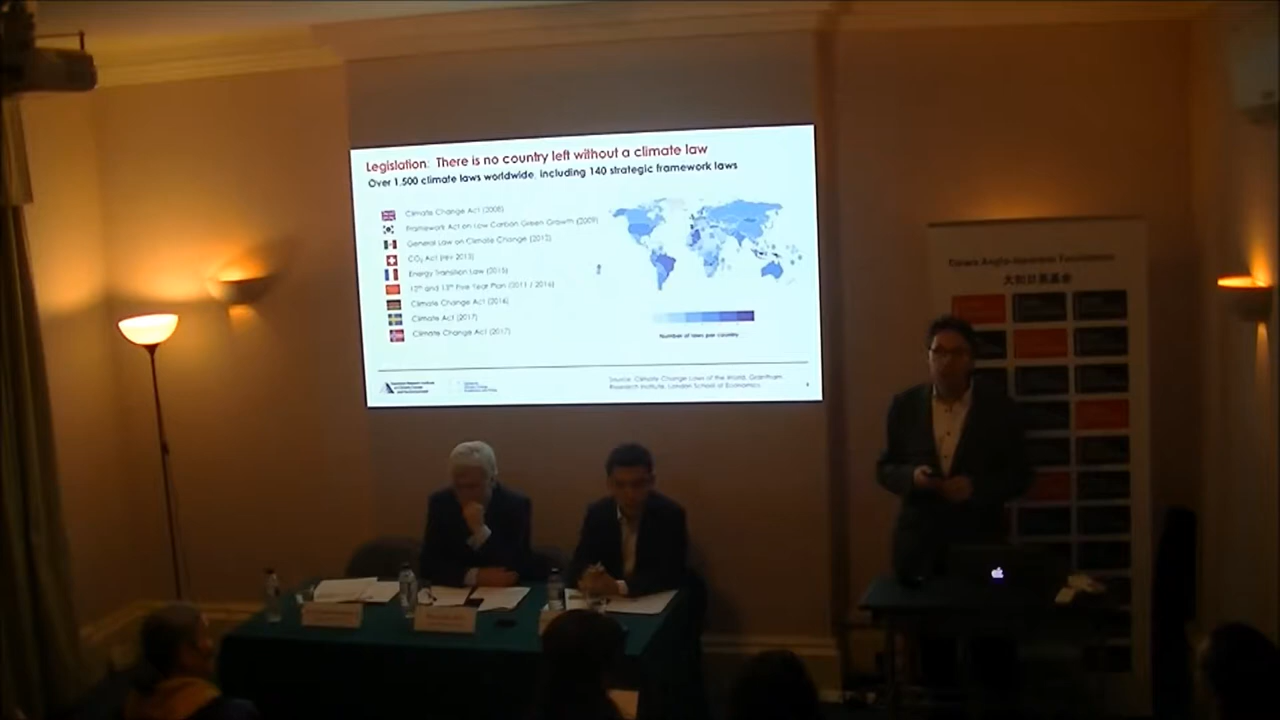 Legislation: There is no country left without a climate law
Over 1,500 climate laws worldwide, including 140 strategic framework laws
Climate Change Act (2008)
Framework Act on Low Carbon Green Growth (2009)
General Law on Climate Change (2012)
CO₂ Act (rev 2013)
Energy Transition Law (2015)
12th and 13th Five Year Plan (2011 / 2016)
Climate Change Act (2016)
Climate Act (2017)
Climate Change Act (2017)
Number of laws per country
Source: Climate Change Laws of the World, Grantham
Research Institute, London School of Economics.
Anglo-Japanese Foundation
大和日英基金